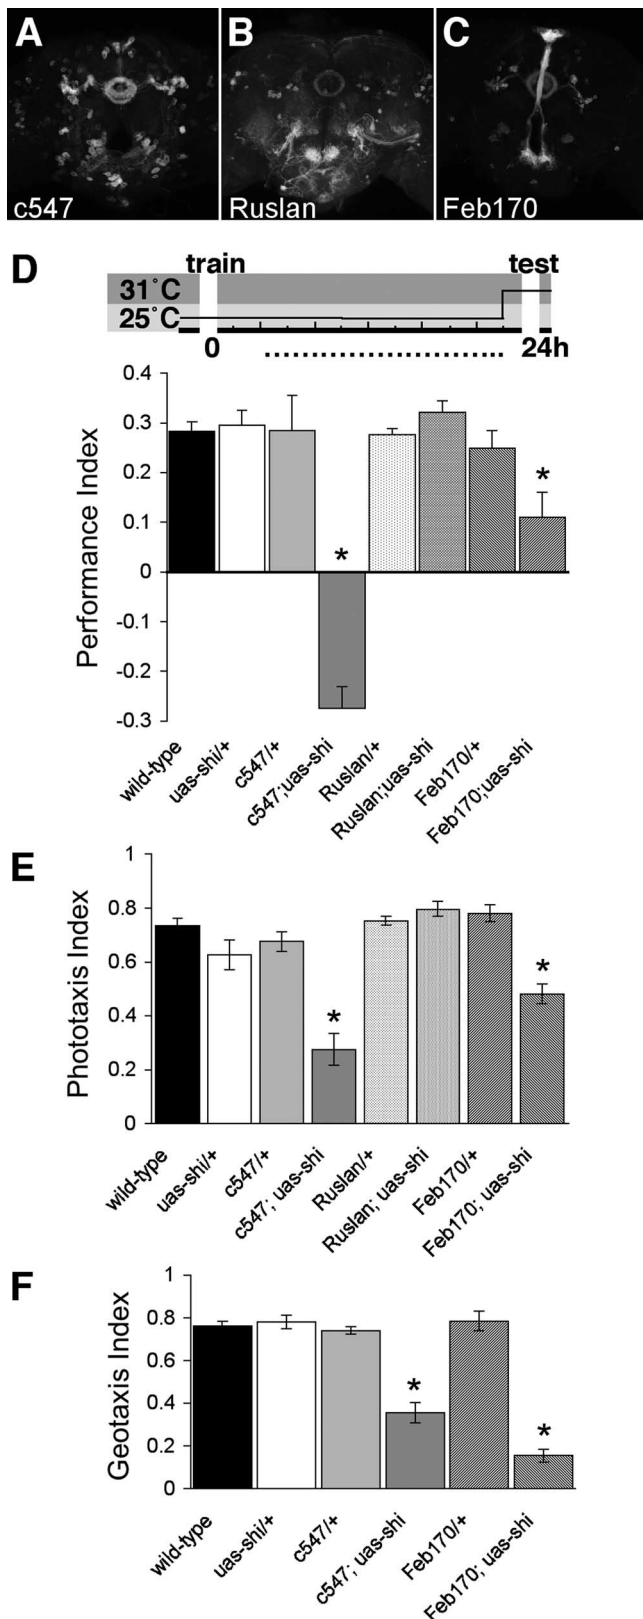 A
B
C
c547
Ruslan
Feb170
D
train
test
31°C
25°C
0
24h
Performance Index
0.4
0.3
0.2
0.1
0
-0.1
-0.2
-0.3
*
*
wild-type
uas-shi/+
c547/+
c547;uas-shi
Ruslan/+
Ruslan;uas-shi
Feb170/+
Feb170;uas-shi
E
Phototaxis Index
1
0.8
0.6
0.4
0.2
0
*
*
wild-type
uas-shi/+
c547/+
c547; uas-shi
Ruslan/+
Ruslan; uas-shi
Feb170/+
Feb170; uas-shi
F
Geotaxis Index
1
0.8
0.6
0.4
0.2
0
*
*
wild-type
uas-shi/+
c547/+
c547; uas-shi
Feb170/+
Feb170; uas-shi